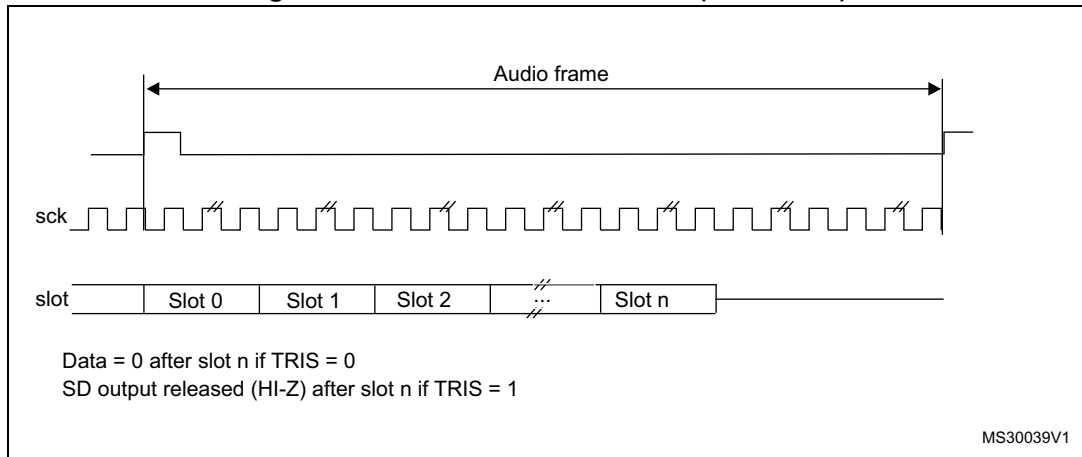 Audio frame
sck
slot Slot 0 Slot 1 Slot 2 ... Slot n
Data = 0 after slot n if TRIS = 0
SD output released (HI-Z) after slot n if TRIS = 1
MS30039V1